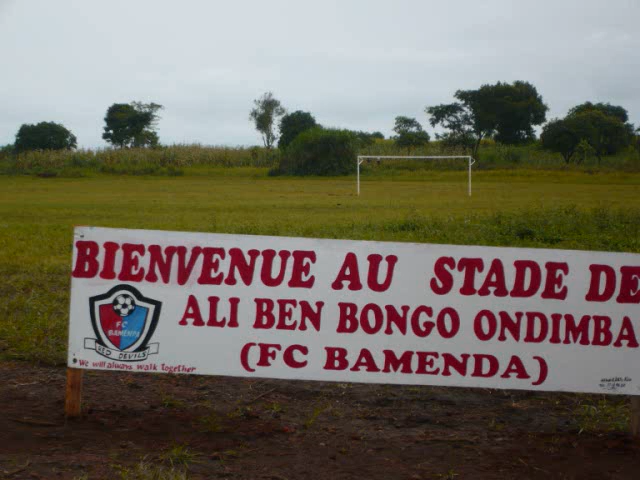 BIENVENUE AU STADE DE
ALI BEN BONGO ONDIMBA
(FC BAMENDA)
FC
BAMENDA
RED DEVILS
We will always walk together